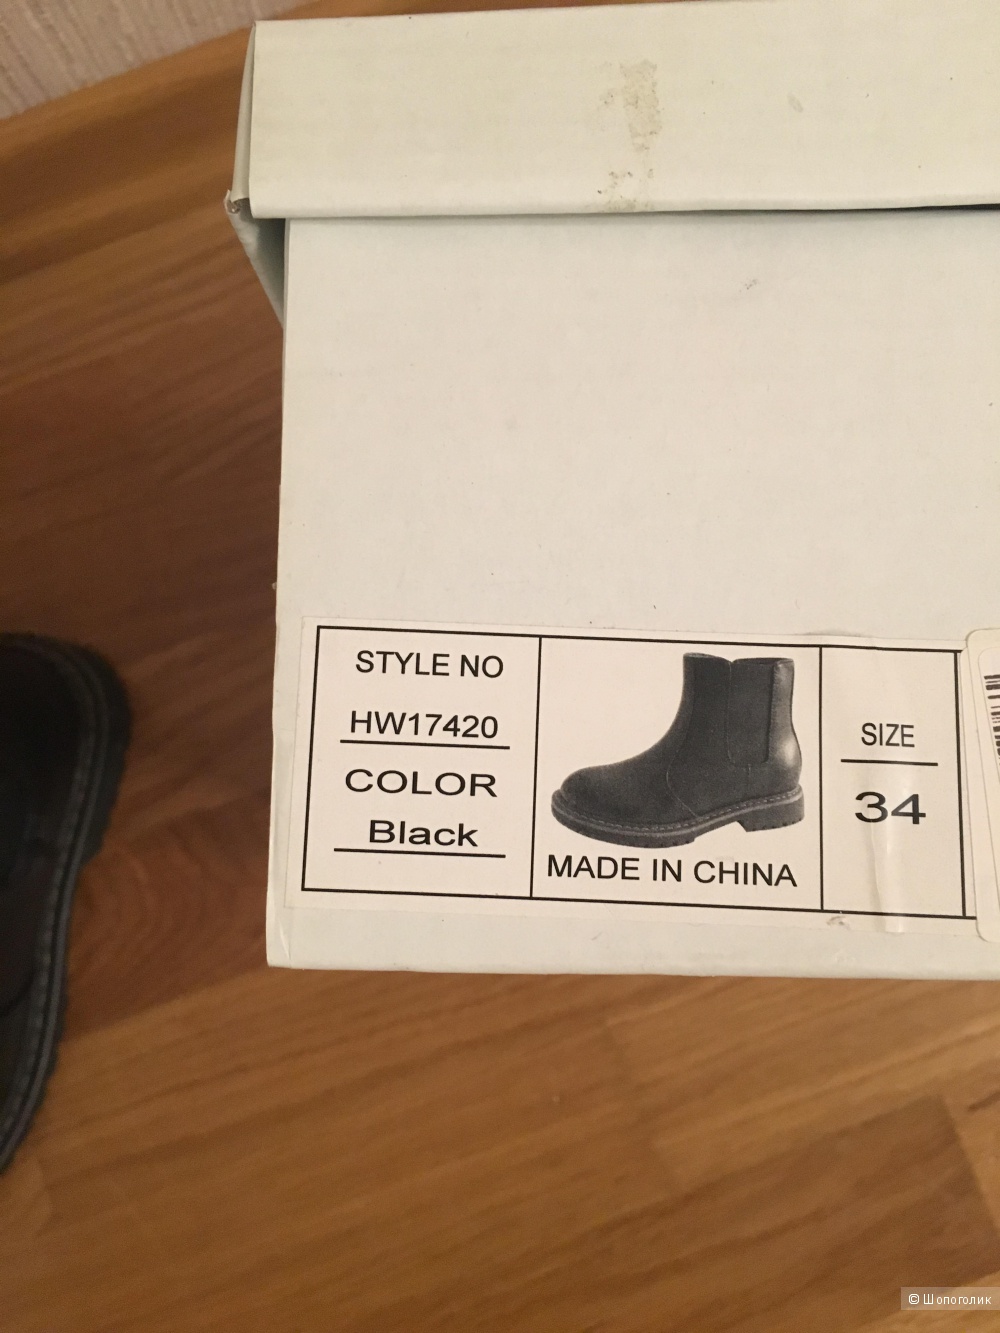 STYLE NO
HW17420
COLOR
Black
MADE IN CHINA
SIZE
34
© Шопоголик